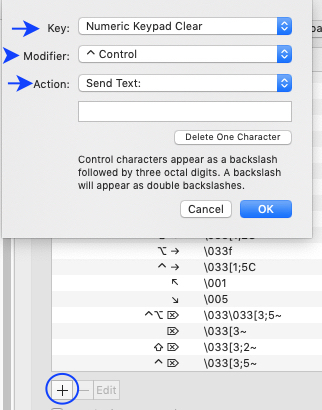 Key: Numeric Keypad Clear
Modifier: ^ Control
Action: Send Text:
Delete One Character
Control characters appear as a backslash
followed by three octal digits. A backslash
will appear as double backslashes.
Cancel OK
⌥ → \033f
^ → \033[1;5C
↖ \001
↘ \005
^⌥ ⌦ \033\033[3;5~
⌦ \033[3~
⇧ ⌦ \033[3;2~
^ ⌦ \033[3;5~
+ − Edit